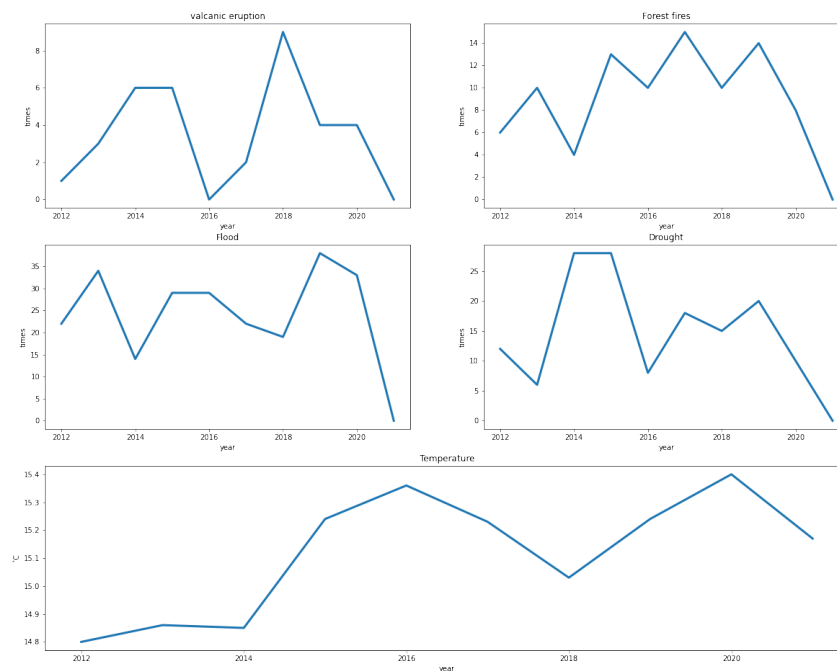 valcanic eruption
8
6
4
2
0
times
2012 2014 2016 2018 2020
year
Forest fires
14
12
10
8
6
4
2
0
times
2012 2014 2016 2018 2020
year
Flood
35
30
25
20
15
10
5
0
times
2012 2014 2016 2018 2020
year
Drought
25
20
15
10
5
0
times
2012 2014 2016 2018 2020
year
Temperature
15.4
15.3
15.2
15.1
15.0
14.9
14.8
°C
2012 2014 2016 2018 2020
year